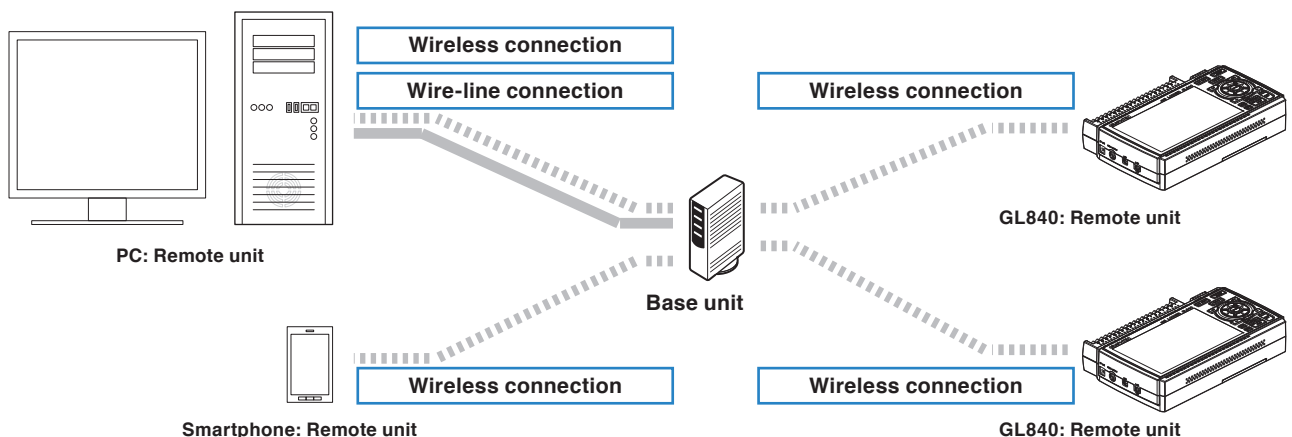 Wireless connection
Wire-line connection
Wireless connection
GL840: Remote unit
PC: Remote unit
Base unit
Wireless connection
Wireless connection
Smartphone: Remote unit
GL840: Remote unit